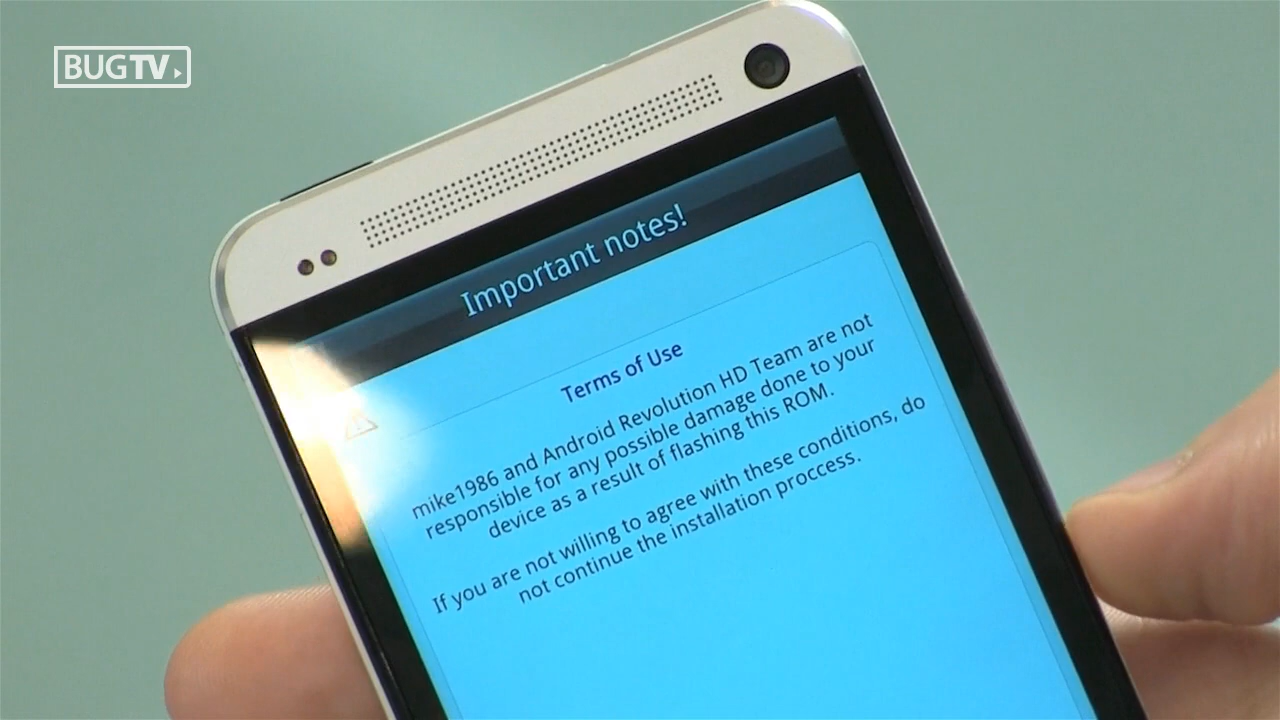 BUGTV
Important notes!
Terms of Use
mike1986 and Android Revolution HD Team are not
responsible for any possible damage done to your
device as a result of flashing this ROM.
If you are not willing to agree with these conditions, do
not continue the installation proccess.